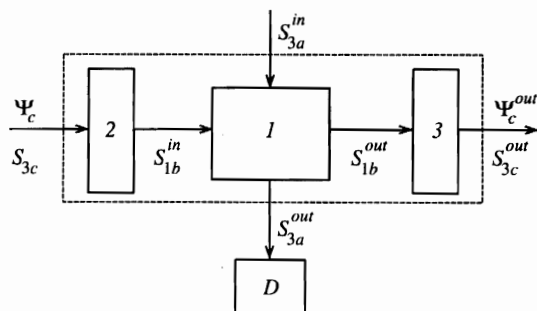 S_{3a}^{in}
Ψ_c 2 S_{1b}^{in} 1 S_{1b}^{out} 3 Ψ_c^{out}
S_{3c} S_{3c}^{out}
S_{3a}^{out}
D